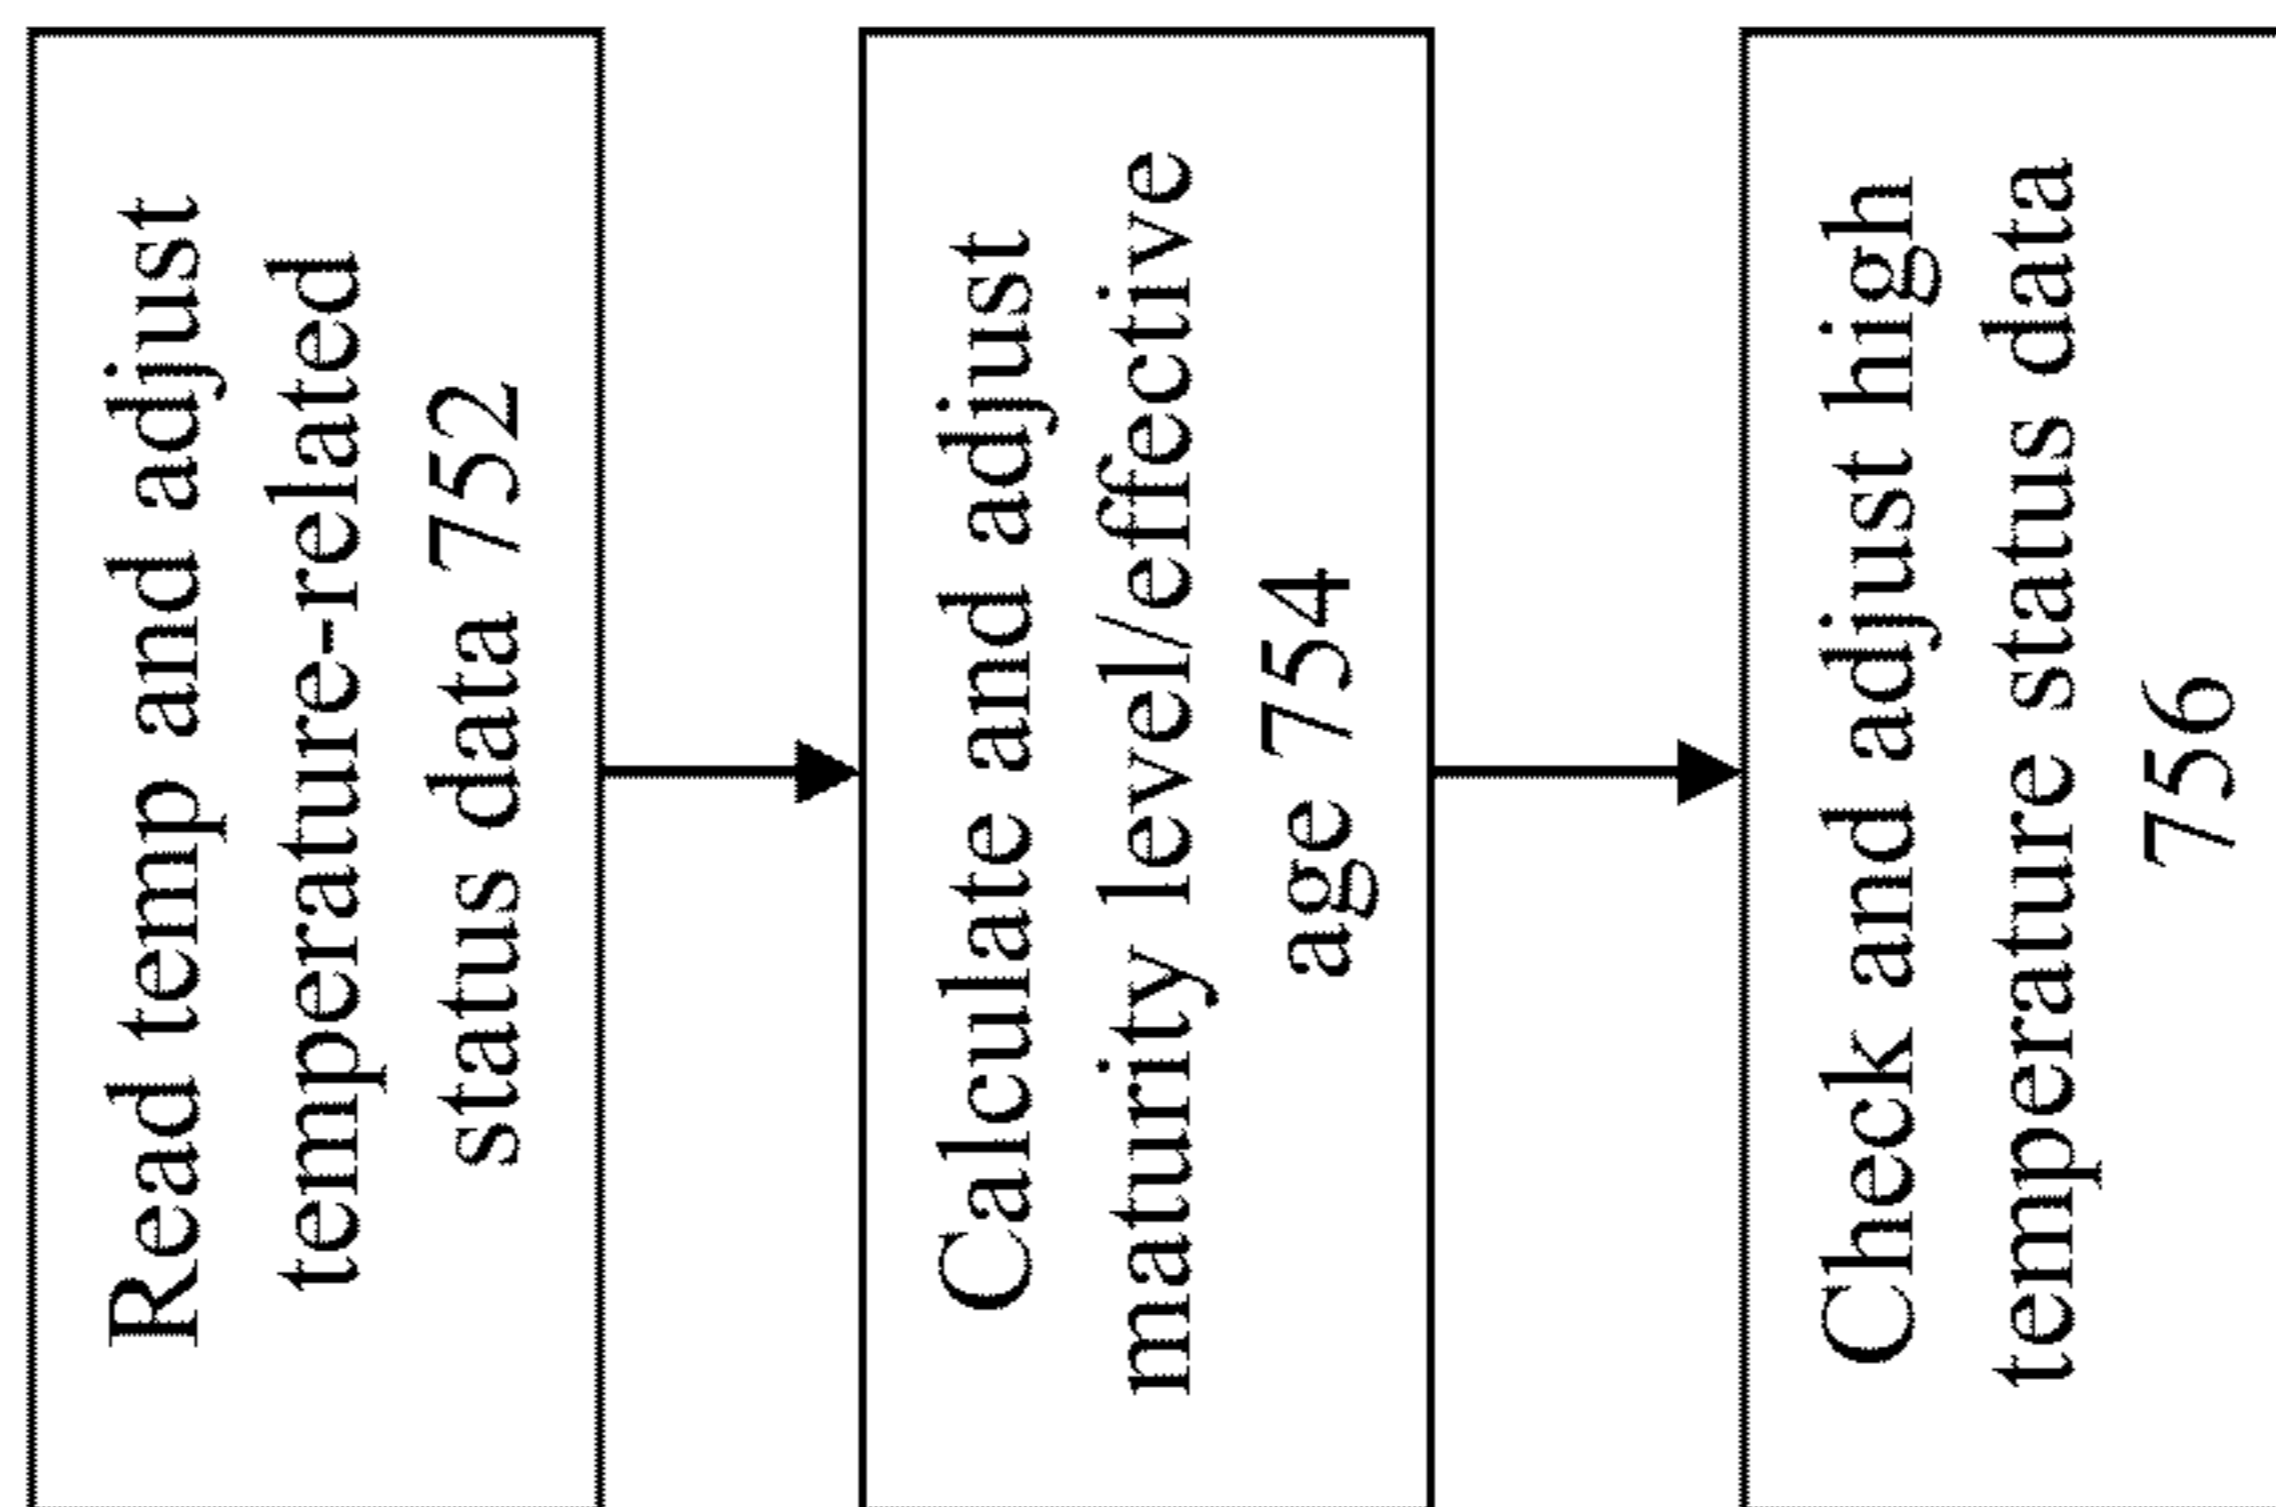 Read temp and adjust
temperature-related
status data 752
Calculate and adjust
maturity level/effective
age 754
Check and adjust high
temperature status data
756